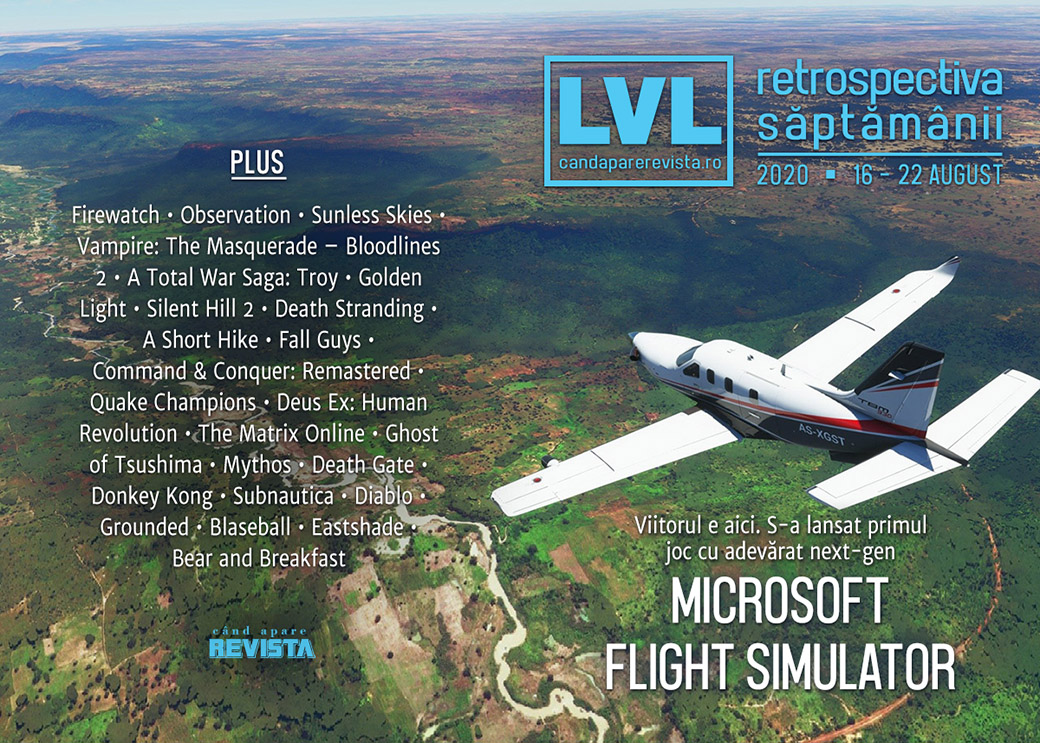 PLUS
Firewatch • Observation • Sunless Skies •
Vampire: The Masquerade – Bloodlines
2 • A Total War Saga: Troy • Golden
Light • Silent Hill 2 • Death Stranding •
A Short Hike • Fall Guys •
Command & Conquer: Remastered •
Quake Champions • Deus Ex: Human
Revolution • The Matrix Online • Ghost
of Tsushima • Mythos • Death Gate •
Donkey Kong • Subnautica • Diablo •
Grounded • Blaseball • Eastshade •
Bear and Breakfast
când apare
REVISTA
LVL
candaparerevista.ro
retrospectiva
săptămânii
2020 ▪ 16 – 22 AUGUST
TBM
AS-XGST
Viitorul e aici. S-a lansat primul
joc cu adevărat next-gen
MICROSOFT
FLIGHT SIMULATOR